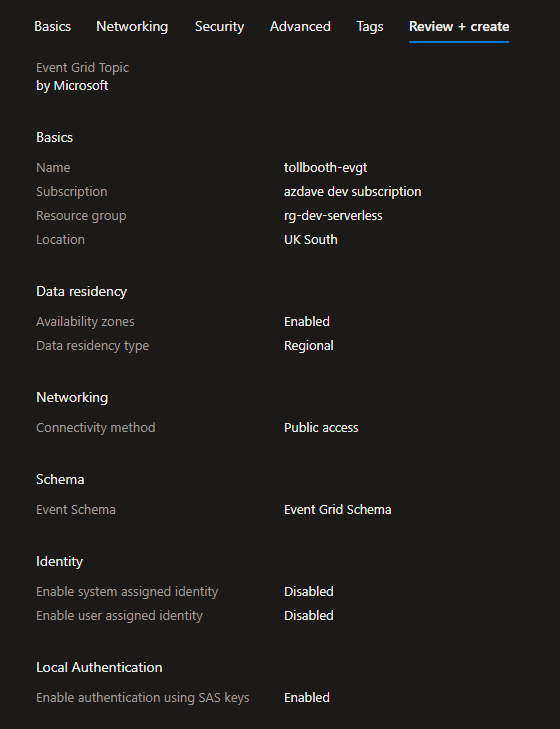 Basics Networking Security Advanced Tags Review + create
Event Grid Topic
by Microsoft
Basics
Name tollbooth-evgt
Subscription azdave dev subscription
Resource group rg-dev-serverless
Location UK South
Data residency
Availability zones Enabled
Data residency type Regional
Networking
Connectivity method Public access
Schema
Event Schema Event Grid Schema
Identity
Enable system assigned identity Disabled
Enable user assigned identity Disabled
Local Authentication
Enable authentication using SAS keys Enabled